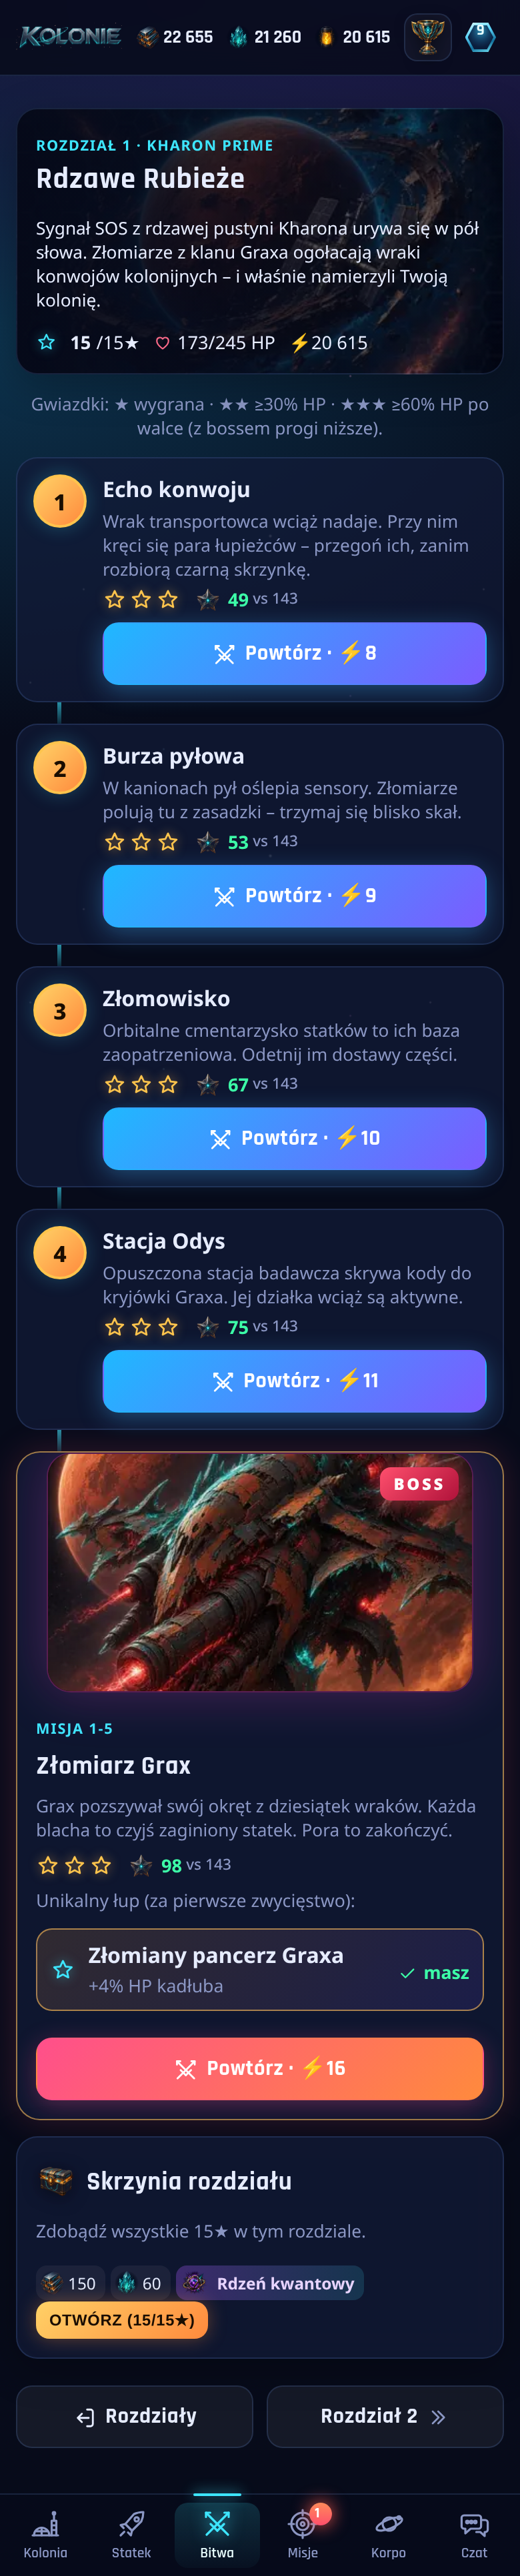 KOLONIE 22 655 21 260 20 615 9
ROZDZIAŁ 1 · KHARON PRIME
Rdzawe Rubieże
Sygnał SOS z rdzawej pustyni Kharona urywa się w pół
słowa. Złomiarze z klanu Graxa ogołacają wraki
konwojów kolonijnych – i właśnie namierzyli Twoją
kolonię.
15 /15★ 173/245 HP ⚡20 615
Gwiazdki: ★ wygrana · ★★ ≥30% HP · ★★★ ≥60% HP po
walce (z bossem progi niższe).
1
Echo konwoju
Wrak transportowca wciąż nadaje. Przy nim
kręci się para łupieżców – przegoń ich, zanim
rozbiorą czarną skrzynkę.
49 vs 143
Powtórz · ⚡8
2
Burza pyłowa
W kanionach pył oślepia sensory. Złomiarze
polują tu z zasadzki – trzymaj się blisko skał.
53 vs 143
Powtórz · ⚡9
3
Złomowisko
Orbitalne cmentarzysko statków to ich baza
zaopatrzeniowa. Odetnij im dostawy części.
67 vs 143
Powtórz · ⚡10
4
Stacja Odys
Opuszczona stacja badawcza skrywa kody do
kryjówki Graxa. Jej działka wciąż są aktywne.
75 vs 143
Powtórz · ⚡11
BOSS
MISJA 1-5
Złomiarz Grax
Grax pozszywał swój okręt z dziesiątek wraków. Każda
blacha to czyjś zaginiony statek. Pora to zakończyć.
98 vs 143
Unikalny łup (za pierwsze zwycięstwo):
Złomiany pancerz Graxa
+4% HP kadłuba
masz
Powtórz · ⚡16
Skrzynia rozdziału
Zdobądź wszystkie 15★ w tym rozdziale.
150 60 Rdzeń kwantowy
OTWÓRZ (15/15★)
Rozdziały Rozdział 2
1
Kolonia Statek Bitwa Misje Korpo Czat